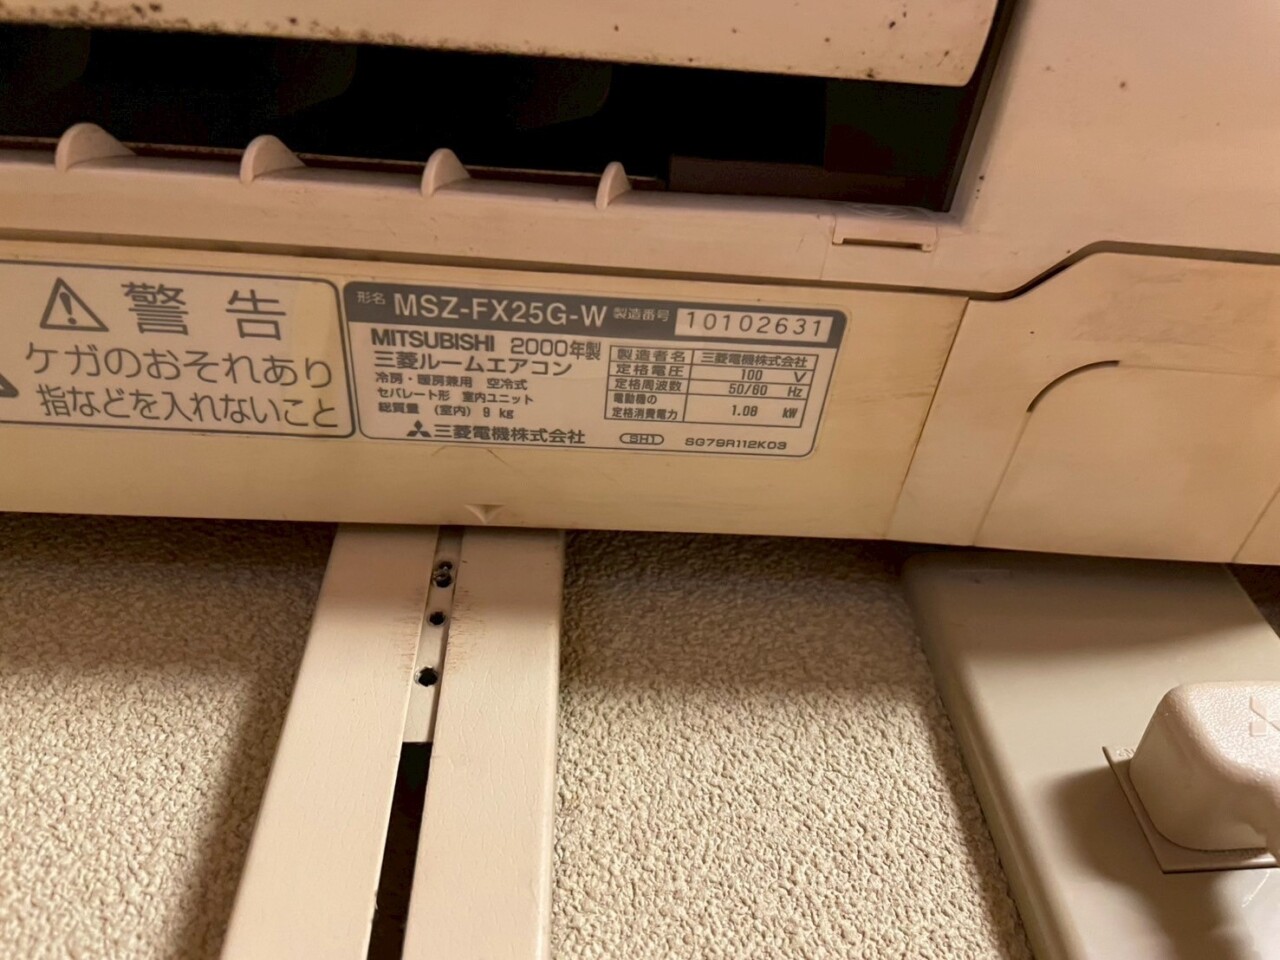 警告
ケガのおそれあり
指などを入れないこと
形名 MSZ-FX25G-W 製造番号 10102631
MITSUBISHI 2000年製
三菱ルームエアコン
冷房・暖房兼用 空冷式
セパレート形 室内ユニット
総質量 (室内) 9 kg
三菱電機株式会社
製造者名 三菱電機株式会社
定格電圧 100 V
定格周波数 50/60 Hz
電動機の
定格消費電力 1.08 kW
SH1 SG79R112K03